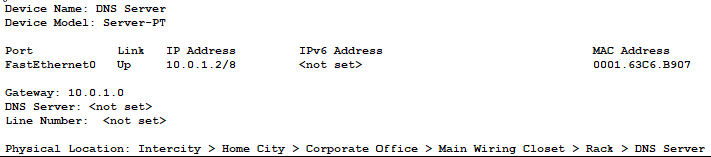 Device Name: DNS Server
Device Model: Server-PT
Port Link IP Address IPv6 Address MAC Address
FastEthernet0 Up 10.0.1.2/8 <not set> 0001.63C6.B907
Gateway: 10.0.1.0
DNS Server: <not set>
Line Number: <not set>
Physical Location: Intercity > Home City > Corporate Office > Main Wiring Closet > Rack > DNS Server